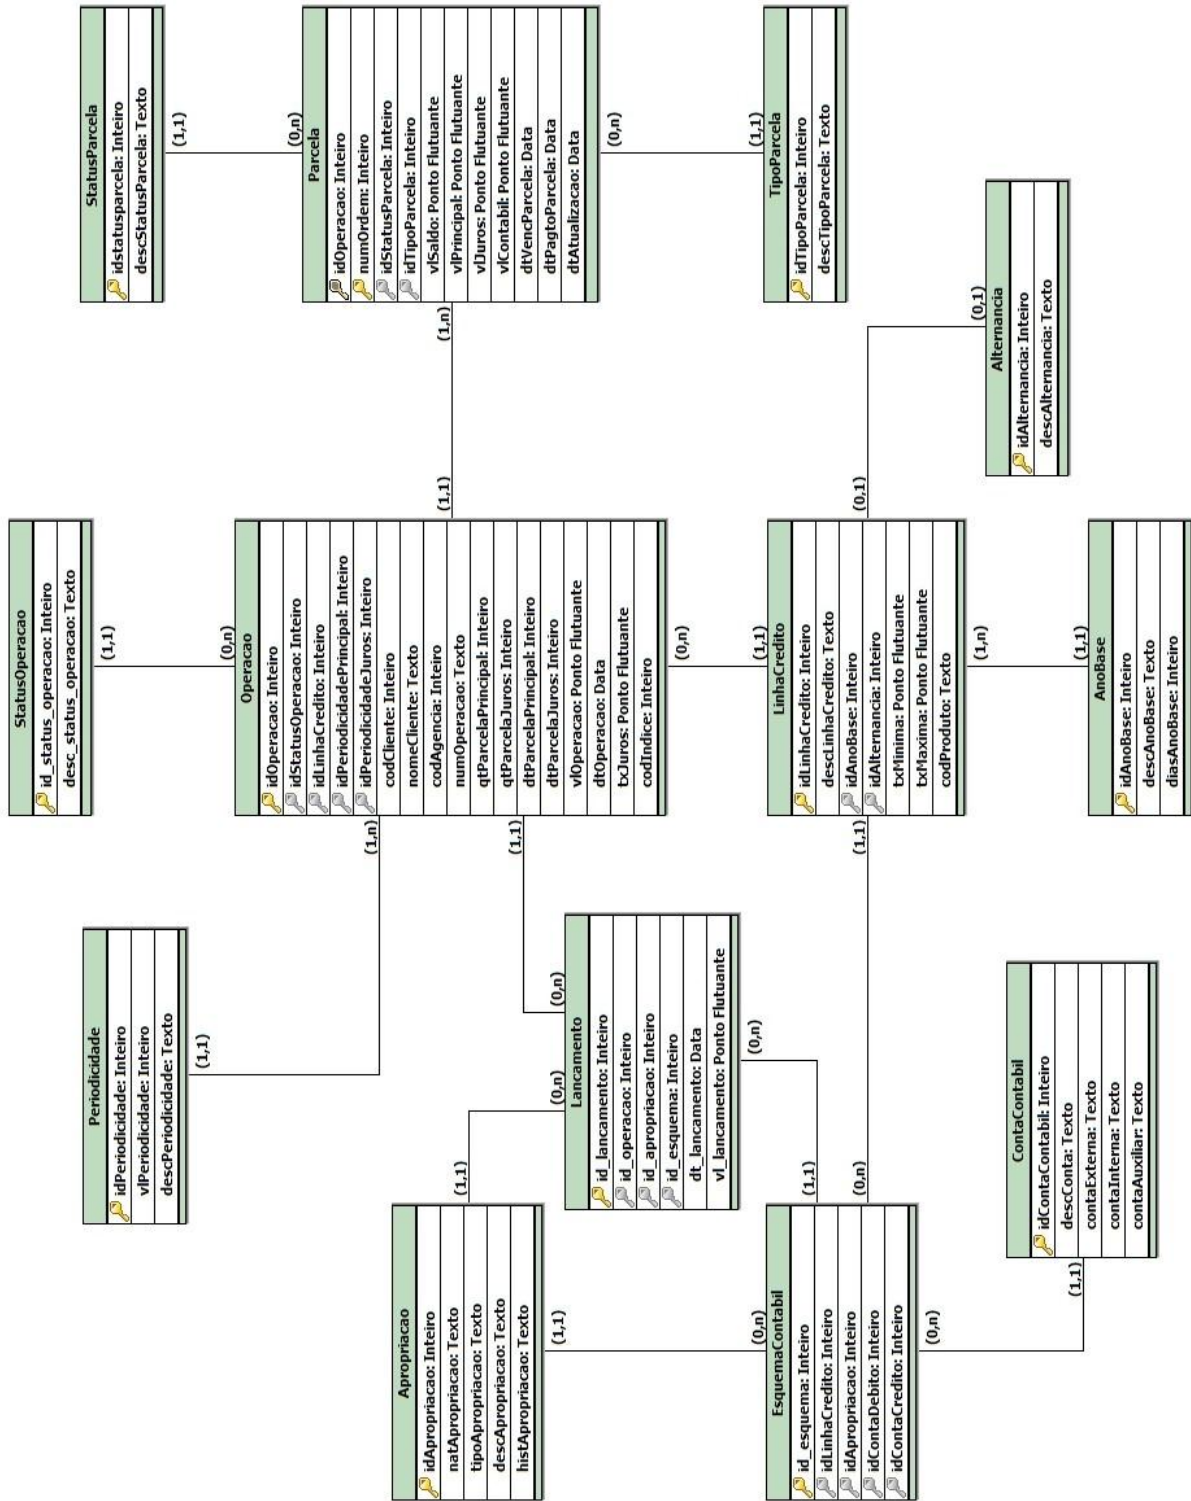 StatusOperacao
id_status_operacao: Inteiro
desc_status_operacao: Texto
(1,1)
(0,n)
StatusParcela
idstatusparcela: Inteiro
descStatusParcela: Texto
(1,1)
(0,n)
Periodicidade
idPeriodicidade: Inteiro
vlPeriodicidade: Inteiro
descPeriodicidade: Texto
(1,1)
(1,n)
Operacao
idOperacao: Inteiro
idStatusOperacao: Inteiro
idLinhaCredito: Inteiro
idPeriodicidadePrincipal: Inteiro
idPeriodicidadeJuros: Inteiro
codCliente: Inteiro
nomeCliente: Texto
codAgencia: Inteiro
numOperacao: Texto
qtParcelaPrincipal: Inteiro
qtParcelaJuros: Inteiro
dtParcelaPrincipal: Inteiro
dtParcelaJuros: Inteiro
vlOperacao: Ponto Flutuante
dtOperacao: Data
txJuros: Ponto Flutuante
codIndice: Inteiro
(1,1)
(1,n)
(1,1)
(0,n)
Parcela
idOperacao: Inteiro
numOrdem: Inteiro
idStatusParcela: Inteiro
idTipoParcela: Inteiro
vlSaldo: Ponto Flutuante
vlPrincipal: Ponto Flutuante
vlJuros: Ponto Flutuante
vlContabil: Ponto Flutuante
dtVencParcela: Data
dtPagtoParcela: Data
dtAtualizacao: Data
(0,n)
(1,1)
Apropriacao
idApropriacao: Inteiro
natApropriacao: Texto
tipoApropriacao: Texto
descApropriacao: Texto
histApropriacao: Texto
(1,1)
(0,n)
(1,1)
(0,n)
Lancamento
id_lancamento: Inteiro
id_operacao: Inteiro
id_apropriacao: Inteiro
id_esquema: Inteiro
dt_lancamento: Data
vl_lancamento: Ponto Flutuante
(0,n)
(1,1)
(0,n)
(1,1)
EsquemaContabil
id_esquema: Inteiro
idLinhaCredito: Inteiro
idApropriacao: Inteiro
idContaDebito: Inteiro
idContaCredito: Inteiro
(0,n)
(1,1)
(1,1)
LinhaCredito
idLinhaCredito: Inteiro
descLinhaCredito: Texto
idAnoBase: Inteiro
idAlternancia: Inteiro
txMinima: Ponto Flutuante
txMaxima: Ponto Flutuante
codProduto: Texto
(0,1)
(0,1)
(1,n)
(1,1)
TipoParcela
idTipoParcela: Inteiro
descTipoParcela: Texto
Alternancia
idAlternancia: Inteiro
descAlternancia: Texto
ContaContabil
idContaContabil: Inteiro
descConta: Texto
contaExterna: Texto
contaInterna: Texto
contaAuxiliar: Texto
AnoBase
idAnoBase: Inteiro
descAnoBase: Texto
diasAnoBase: Inteiro